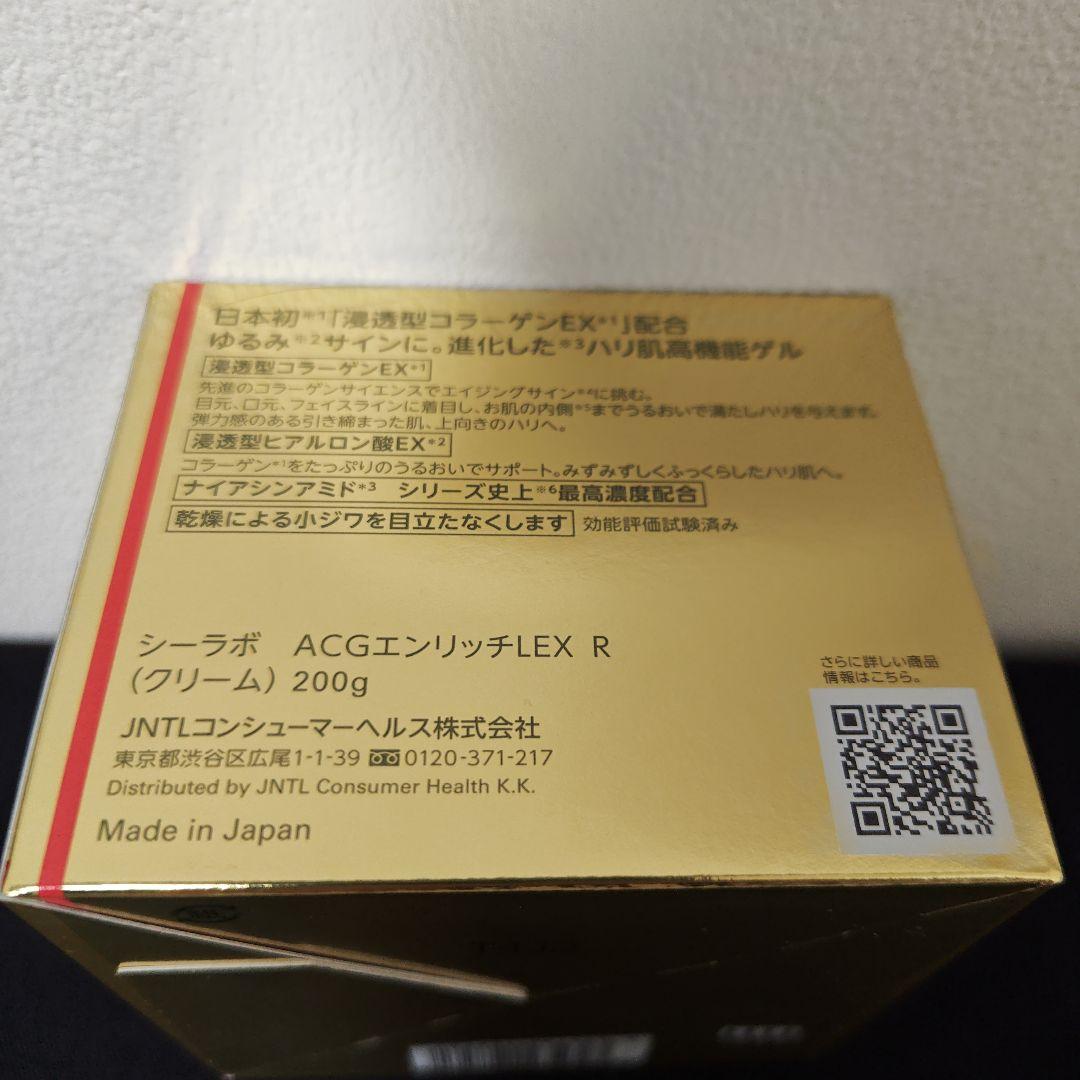 日本初※1「浸透型コラーゲンEX※1」配合
ゆるみ※2サインに。進化した※3ハリ肌高機能ゲル
浸透型コラーゲンEX※1
先進のコラーゲンサイエンスでエイジングサイン※4に挑む。
目元、口元、フェイスラインに着目し、お肌の内側※5までうるおいで満たしハリを与えます。
弾力感のある引き締まった肌、上向きのハリへ。
浸透型ヒアルロン酸EX※2
コラーゲン※1をたっぷりのうるおいでサポート。みずみずしくふっくらしたハリ肌へ。
ナイアシンアミド※3 シリーズ史上※6最高濃度配合
乾燥による小ジワを目立たなくします 効能評価試験済み
シーラボ ACGエンリッチLEX R
(クリーム) 200g
JNTLコンシューマーヘルス株式会社
東京都渋谷区広尾1-1-39 0120-371-217
Distributed by JNTL Consumer Health K.K.
Made in Japan
さらに詳しい商品
情報はこちら。